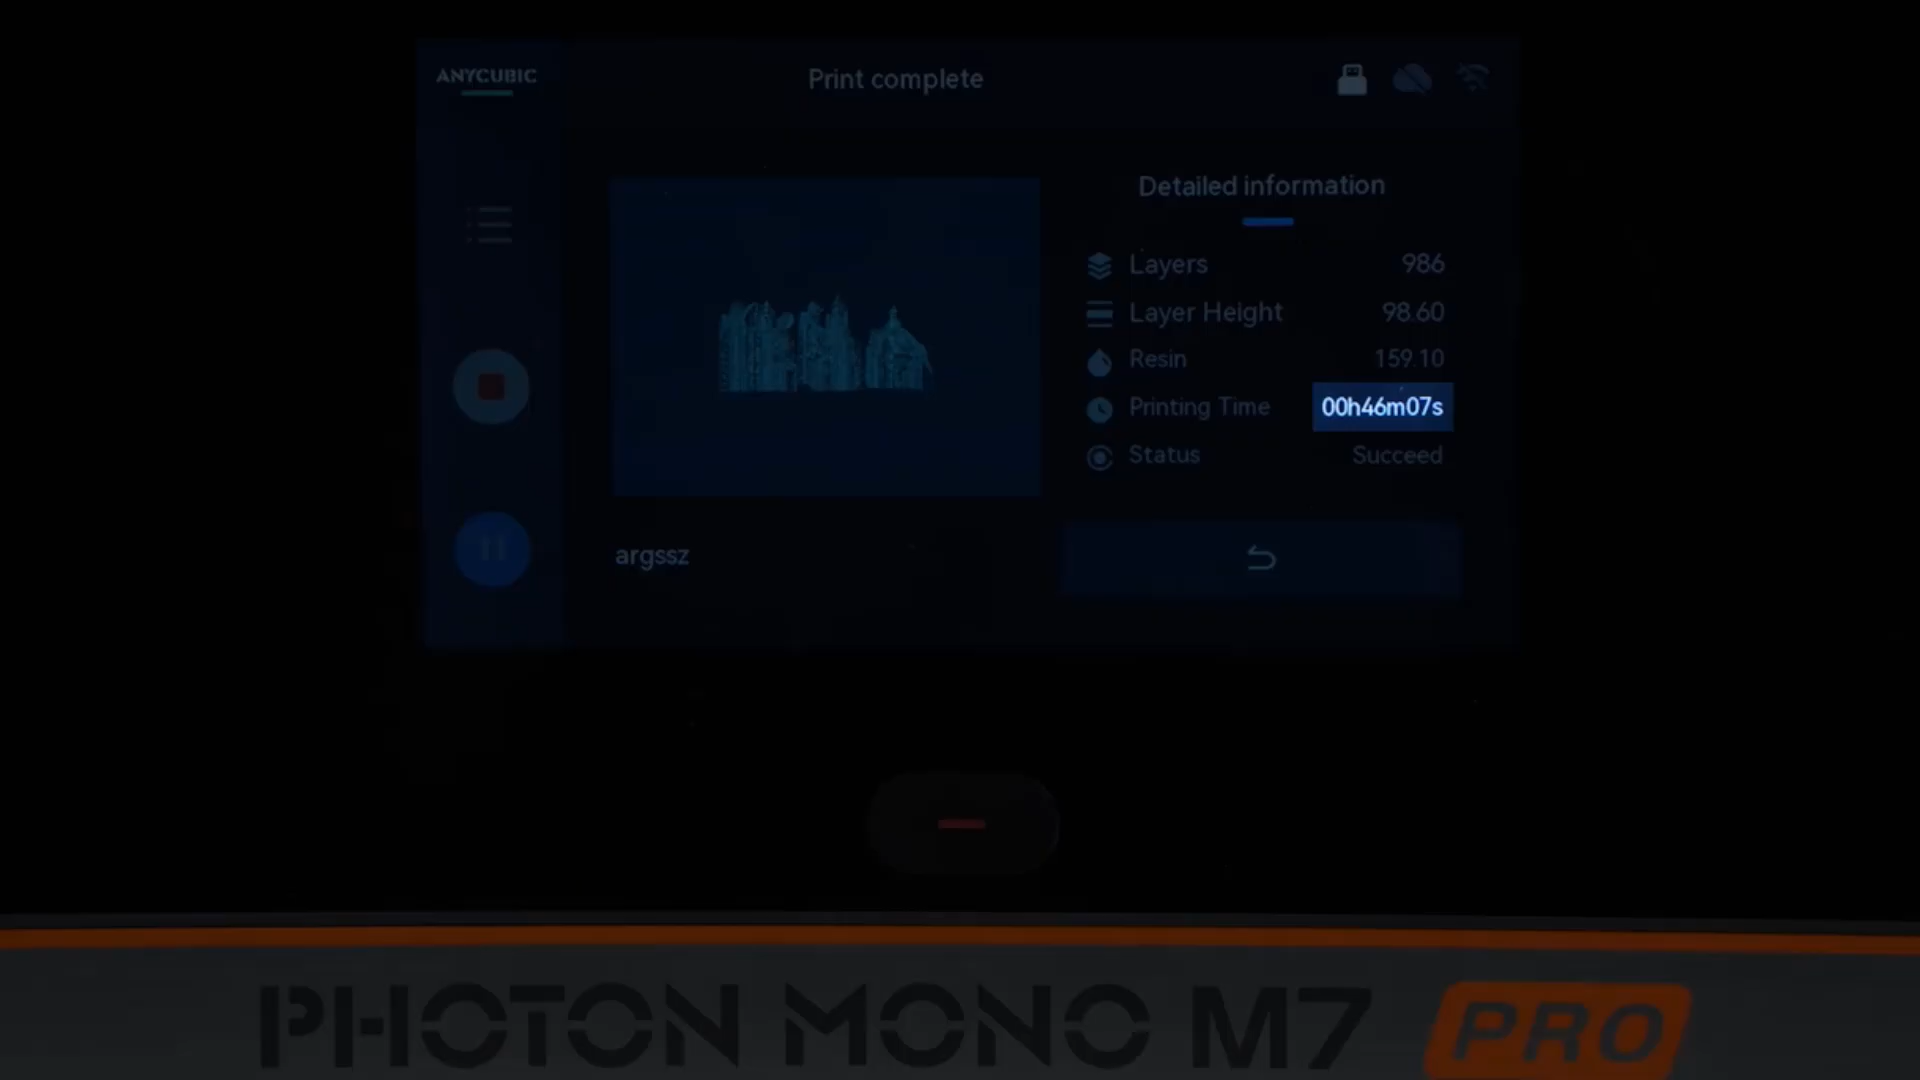 ANYCUBIC
Print complete
Detailed information
Layers 986
Layer Height 98.60
Resin 159.10
Printing Time 00h46m07s
Status Succeed
argssz
PHOTON MONO M7 PRO